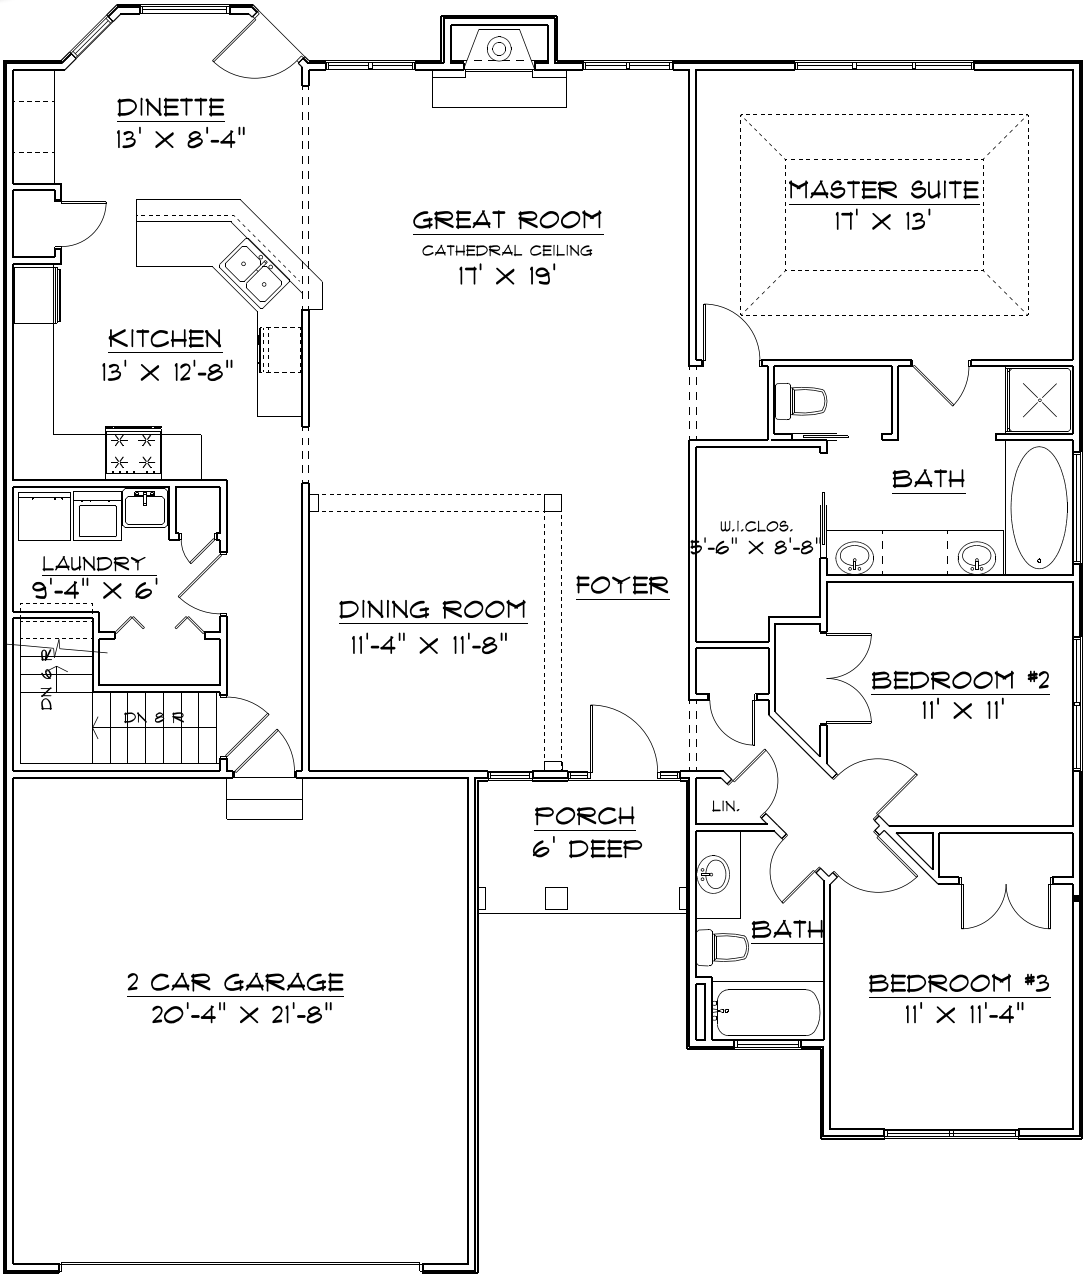 DINETTE
13' X 8'-4"
GREAT ROOM
CATHEDRAL CEILING
17' X 19'
MASTER SUITE
17' X 13'
KITCHEN
13' X 12'-8"
BATH
W.I.CLOS.
5'-6" X 8'-8"
LAUNDRY
9'-4" X 6'
FOYER
DINING ROOM
11'-4" X 11'-8"
DN 6 R
DN 8 R
BEDROOM #2
11' X 11'
LIN.
PORCH
6' DEEP
BATH
2 CAR GARAGE
20'-4" X 21'-8"
BEDROOM #3
11' X 11'-4"